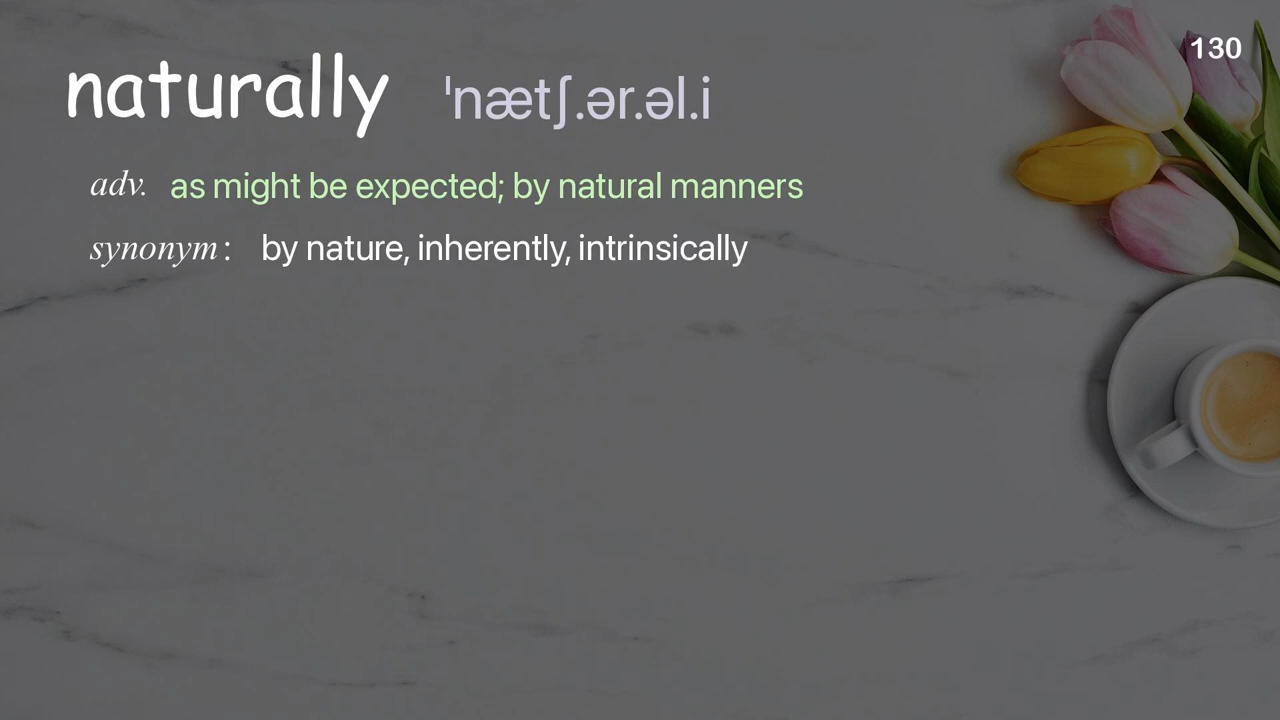 130
naturally ˈnætʃ.ər.əl.i
adv. as might be expected; by natural manners
synonym: by nature, inherently, intrinsically